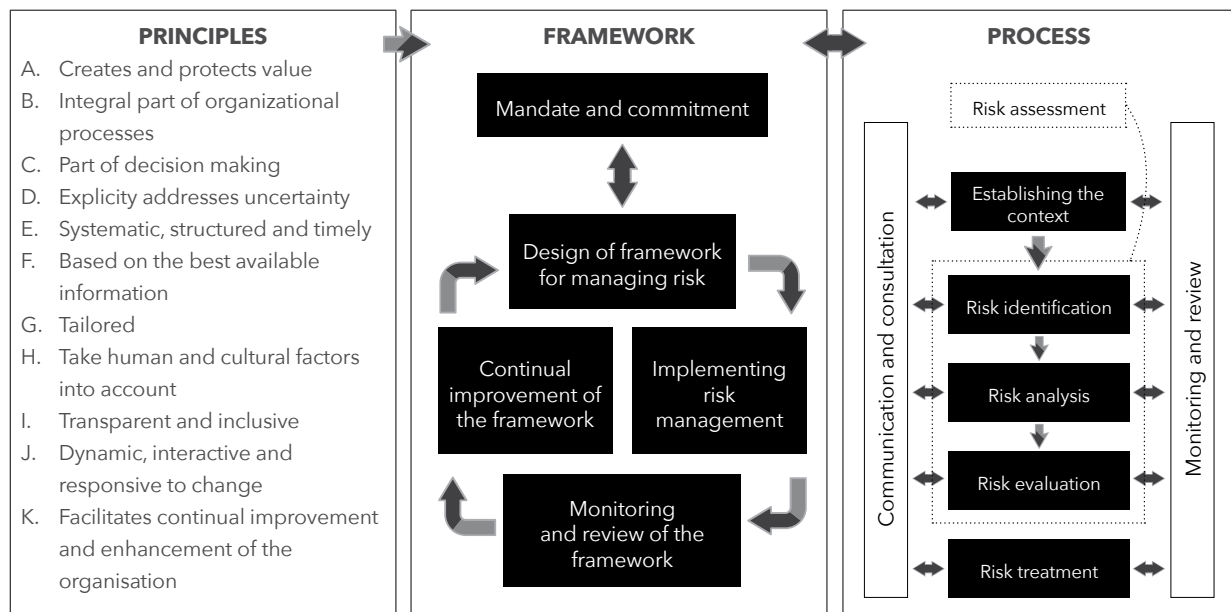 PRINCIPLES
A. Creates and protects value
B. Integral part of organizational
processes
C. Part of decision making
D. Explicity addresses uncertainty
E. Systematic, structured and timely
F. Based on the best available
information
G. Tailored
H. Take human and cultural factors
into account
I. Transparent and inclusive
J. Dynamic, interactive and
responsive to change
K. Facilitates continual improvement
and enhancement of the
organisation
FRAMEWORK
Mandate and commitment
Design of framework
for managing risk
Continual
improvement of
the framework
Implementing
risk
management
Monitoring
and review of the
framework
PROCESS
Risk assessment
Communication and consultation
Establishing the
context
Risk identification
Risk analysis
Risk evaluation
Risk treatment
Monitoring and review